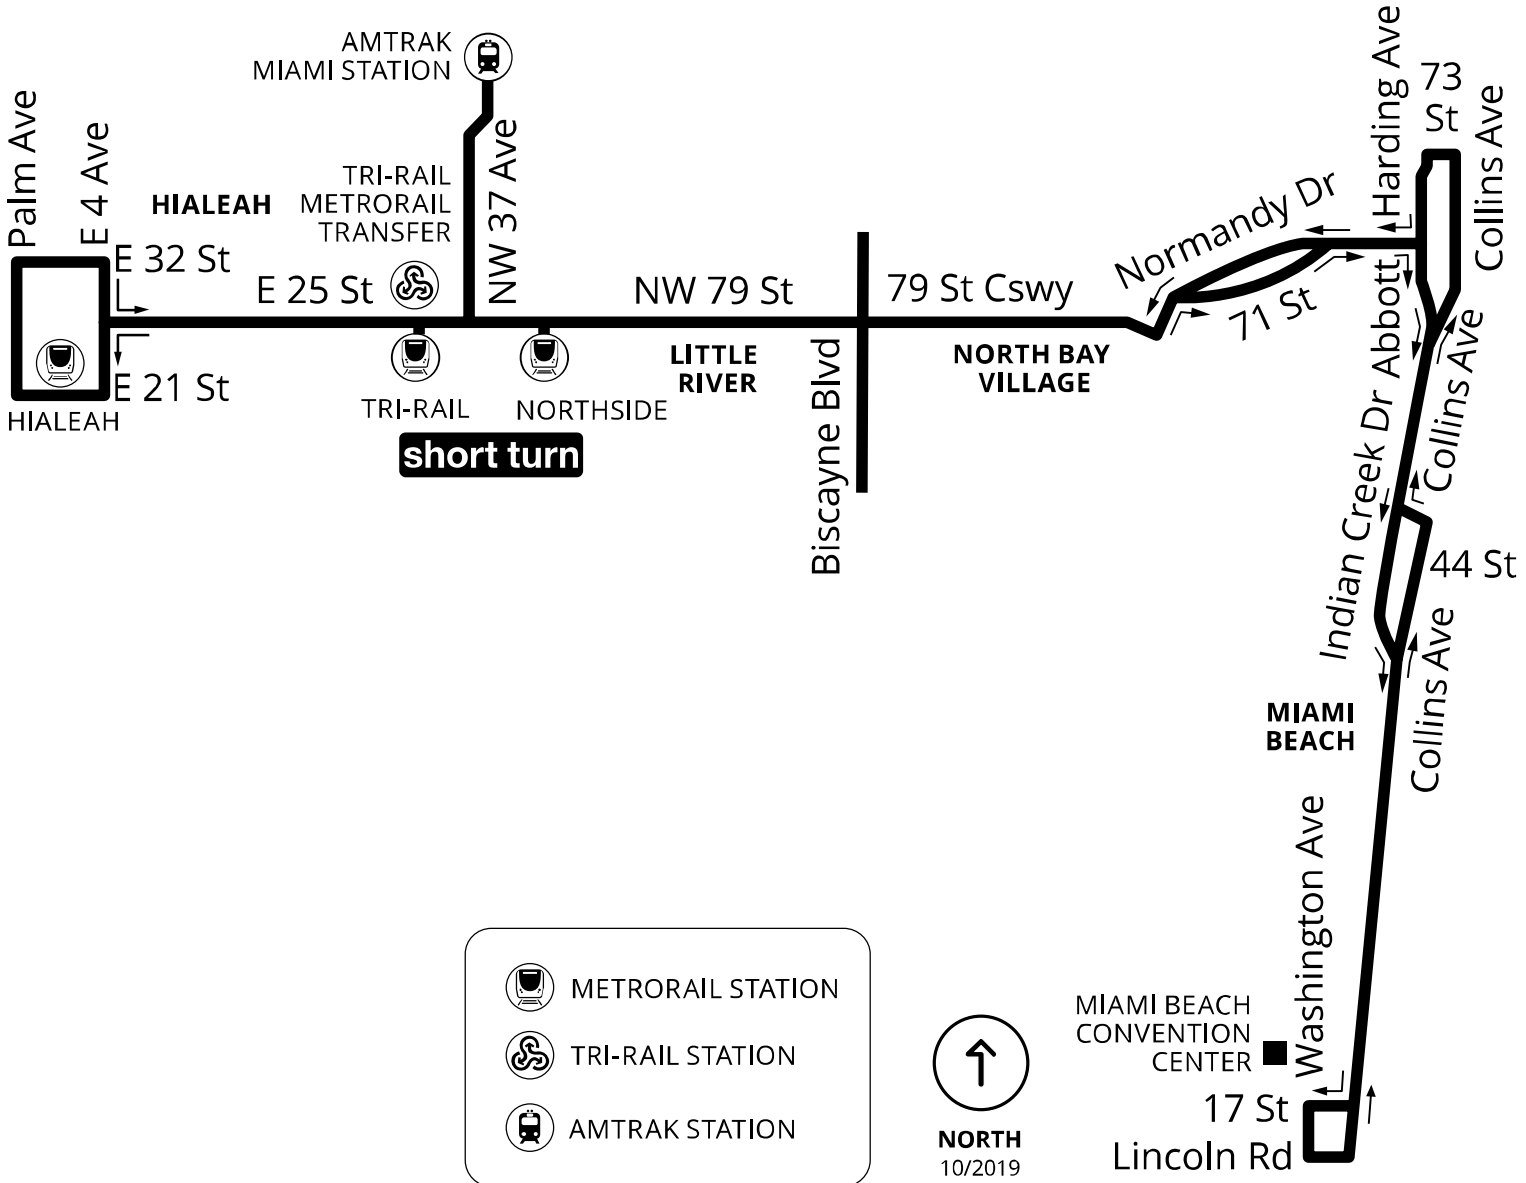 AMTRAK
MIAMI STATION
Palm Ave
E 4 Ave
HIALEAH
TRI-RAIL
METRORAIL
TRANSFER
NW 37 Ave
E 32 St
E 25 St
NW 79 St
79 St Cswy
Normandy Dr
Harding Ave
73
St
Collins Ave
71 St
Abbott
E 21 St
HIALEAH
TRI-RAIL
NORTHSIDE
short turn
LITTLE
RIVER
Biscayne Blvd
NORTH BAY
VILLAGE
Collins Ave
Indian Creek Dr
44 St
Collins Ave
MIAMI
BEACH
Washington Ave
MIAMI BEACH
CONVENTION
CENTER
17 St
Lincoln Rd
METRORAIL STATION
TRI-RAIL STATION
AMTRAK STATION
NORTH
10/2019